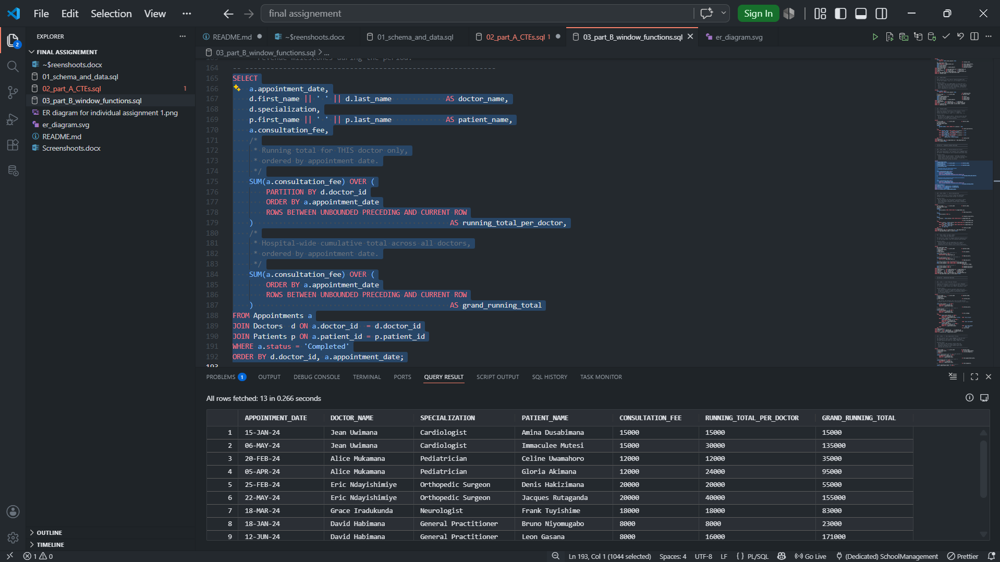 File Edit Selection View ··· final assignement Sign In
EXPLORER ···
FINAL ASSIGNEMENT
~$reenshoots.docx
01_schema_and_data.sql
02_part_A_CTEs.sql 1
03_part_B_window_functions.sql
ER diagram for individual assignment 1.png
er_diagram.svg
README.md
Screenshoots.docx
OUTLINE
TIMELINE
2
README.md ~$reenshoots.docx 01_schema_and_data.sql 02_part_A_CTEs.sql 1 03_part_B_window_functions.sql er_diagram.svg
03_part_B_window_functions.sql > ...
revenue milestones during the period.
164 -- ------------------------------------------------------------
165 SELECT
166 a.appointment_date,
167 d.first_name || ' ' || d.last_name AS doctor_name,
168 d.specialization,
169 p.first_name || ' ' || p.last_name AS patient_name,
170 a.consultation_fee,
171 /*
172 * Running total for THIS doctor only,
173 * ordered by appointment date.
174 */
175 SUM(a.consultation_fee) OVER (
176 PARTITION BY d.doctor_id
177 ORDER BY a.appointment_date
178 ROWS BETWEEN UNBOUNDED PRECEDING AND CURRENT ROW
179 ) AS running_total_per_doctor,
180 /*
181 * Hospital-wide cumulative total across all doctors,
182 * ordered by appointment date.
183 */
184 SUM(a.consultation_fee) OVER (
185 ORDER BY a.appointment_date
186 ROWS BETWEEN UNBOUNDED PRECEDING AND CURRENT ROW
187 ) AS grand_running_total
188 FROM Appointments a
189 JOIN Doctors d ON a.doctor_id = d.doctor_id
190 JOIN Patients p ON a.patient_id = p.patient_id
191 WHERE a.status = 'Completed'
192 ORDER BY d.doctor_id, a.appointment_date;
193
PROBLEMS 1 OUTPUT DEBUG CONSOLE TERMINAL PORTS QUERY RESULT SCRIPT OUTPUT SQL HISTORY TASK MONITOR
All rows fetched: 13 in 0.266 seconds
APPOINTMENT_DATE DOCTOR_NAME SPECIALIZATION PATIENT_NAME CONSULTATION_FEE RUNNING_TOTAL_PER_DOCTOR GRAND_RUNNING_TOTAL
1 15-JAN-24 Jean Uwimana Cardiologist Amina Dusabimana 15000 15000 15000
2 06-MAY-24 Jean Uwimana Cardiologist Immaculee Mutesi 15000 30000 135000
3 20-FEB-24 Alice Mukamana Pediatrician Celine Uwamahoro 12000 12000 35000
4 05-APR-24 Alice Mukamana Pediatrician Gloria Akimana 12000 24000 95000
5 25-FEB-24 Eric Ndayishimiye Orthopedic Surgeon Denis Hakizimana 20000 20000 55000
6 22-MAY-24 Eric Ndayishimiye Orthopedic Surgeon Jacques Rutaganda 20000 40000 155000
7 18-MAR-24 Grace Iradukunda Neurologist Frank Tuyishime 18000 18000 83000
8 18-JAN-24 David Habimana General Practitioner Bruno Niyomugabo 8000 8000 23000
9 12-JUN-24 David Habimana General Practitioner Leon Gasana 8000 16000 171000
1 0 Ln 193, Col 1 (1044 selected) Spaces: 4 UTF-8 LF { } PL/SQL Go Live (Dedicated) SchoolManagement Prettier